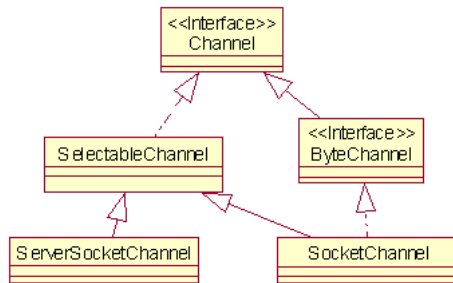 <<Interface>>
Channel
SelectableChannel
<<Interface>>
ByteChannel
ServerSocketChannel
SocketChannel